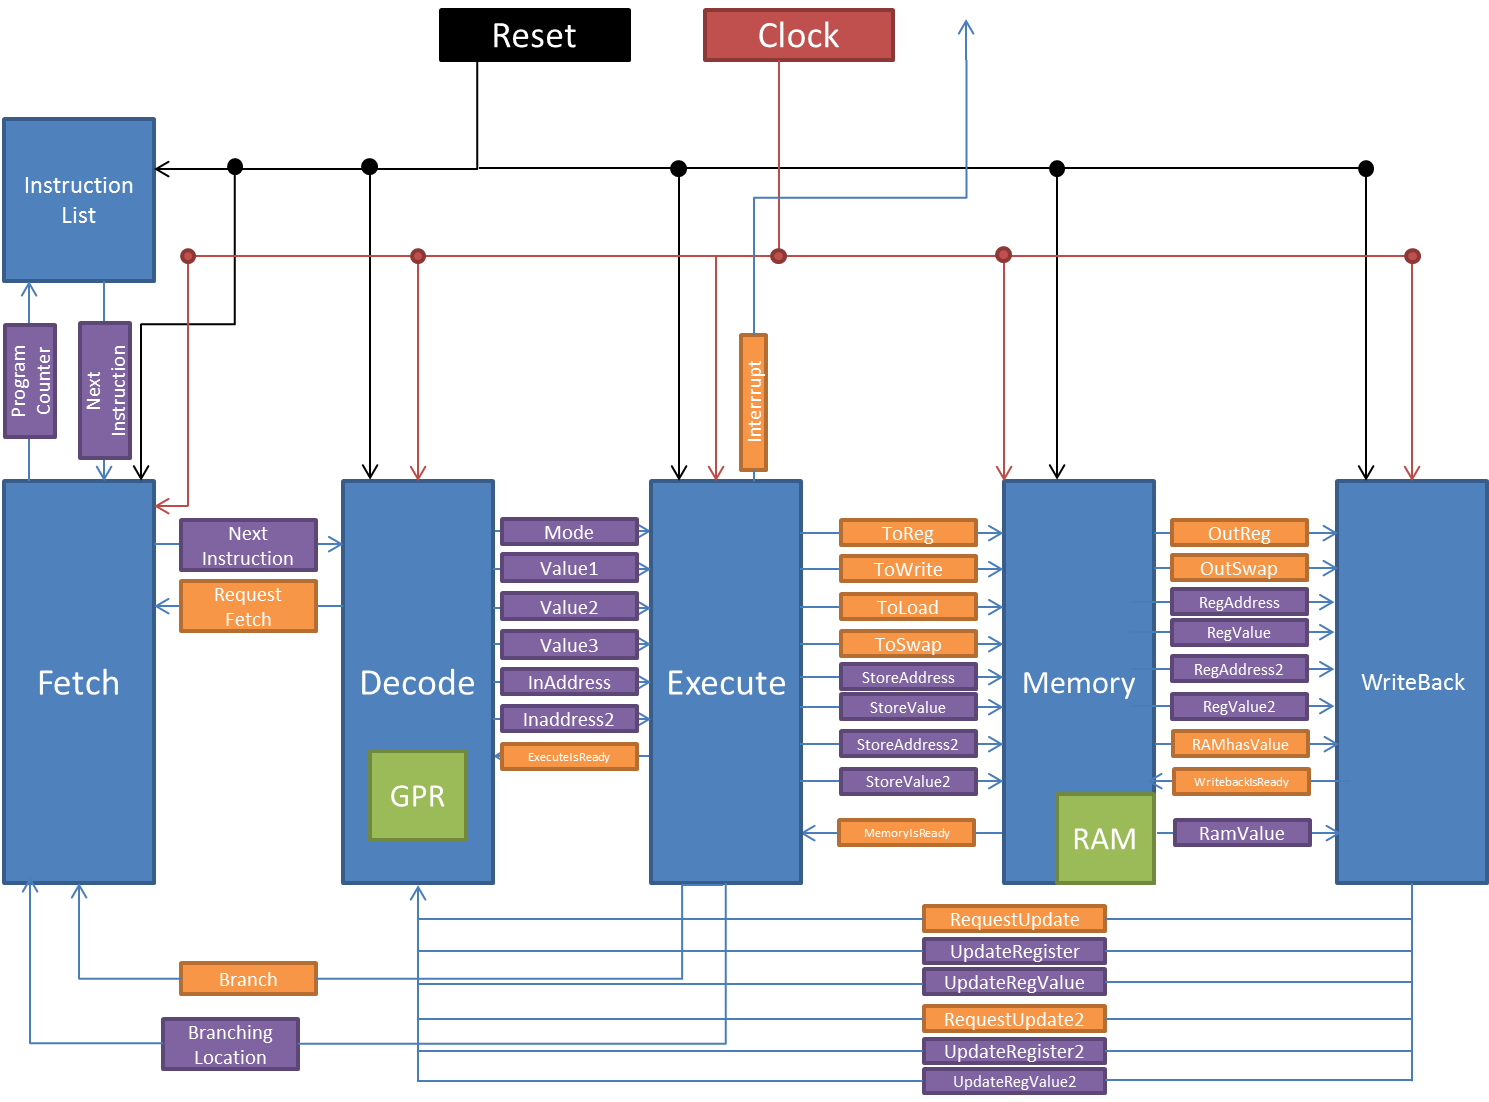 Reset
Clock
Instruction
List
Program
Counter
Next
Instruction
Interrrupt
Fetch
Next
Instruction
Request
Fetch
Decode
GPR
Mode
Value1
Value2
Value3
InAddress
Inaddress2
ExecuteIsReady
Execute
ToReg
ToWrite
ToLoad
ToSwap
StoreAddress
StoreValue
StoreAddress2
StoreValue2
MemoryIsReady
Memory
RAM
OutReg
OutSwap
RegAddress
RegValue
RegAddress2
RegValue2
RAMhasValue
WritebackIsReady
RamValue
WriteBack
RequestUpdate
UpdateRegister
UpdateRegValue
RequestUpdate2
UpdateRegister2
UpdateRegValue2
Branch
Branching
Location